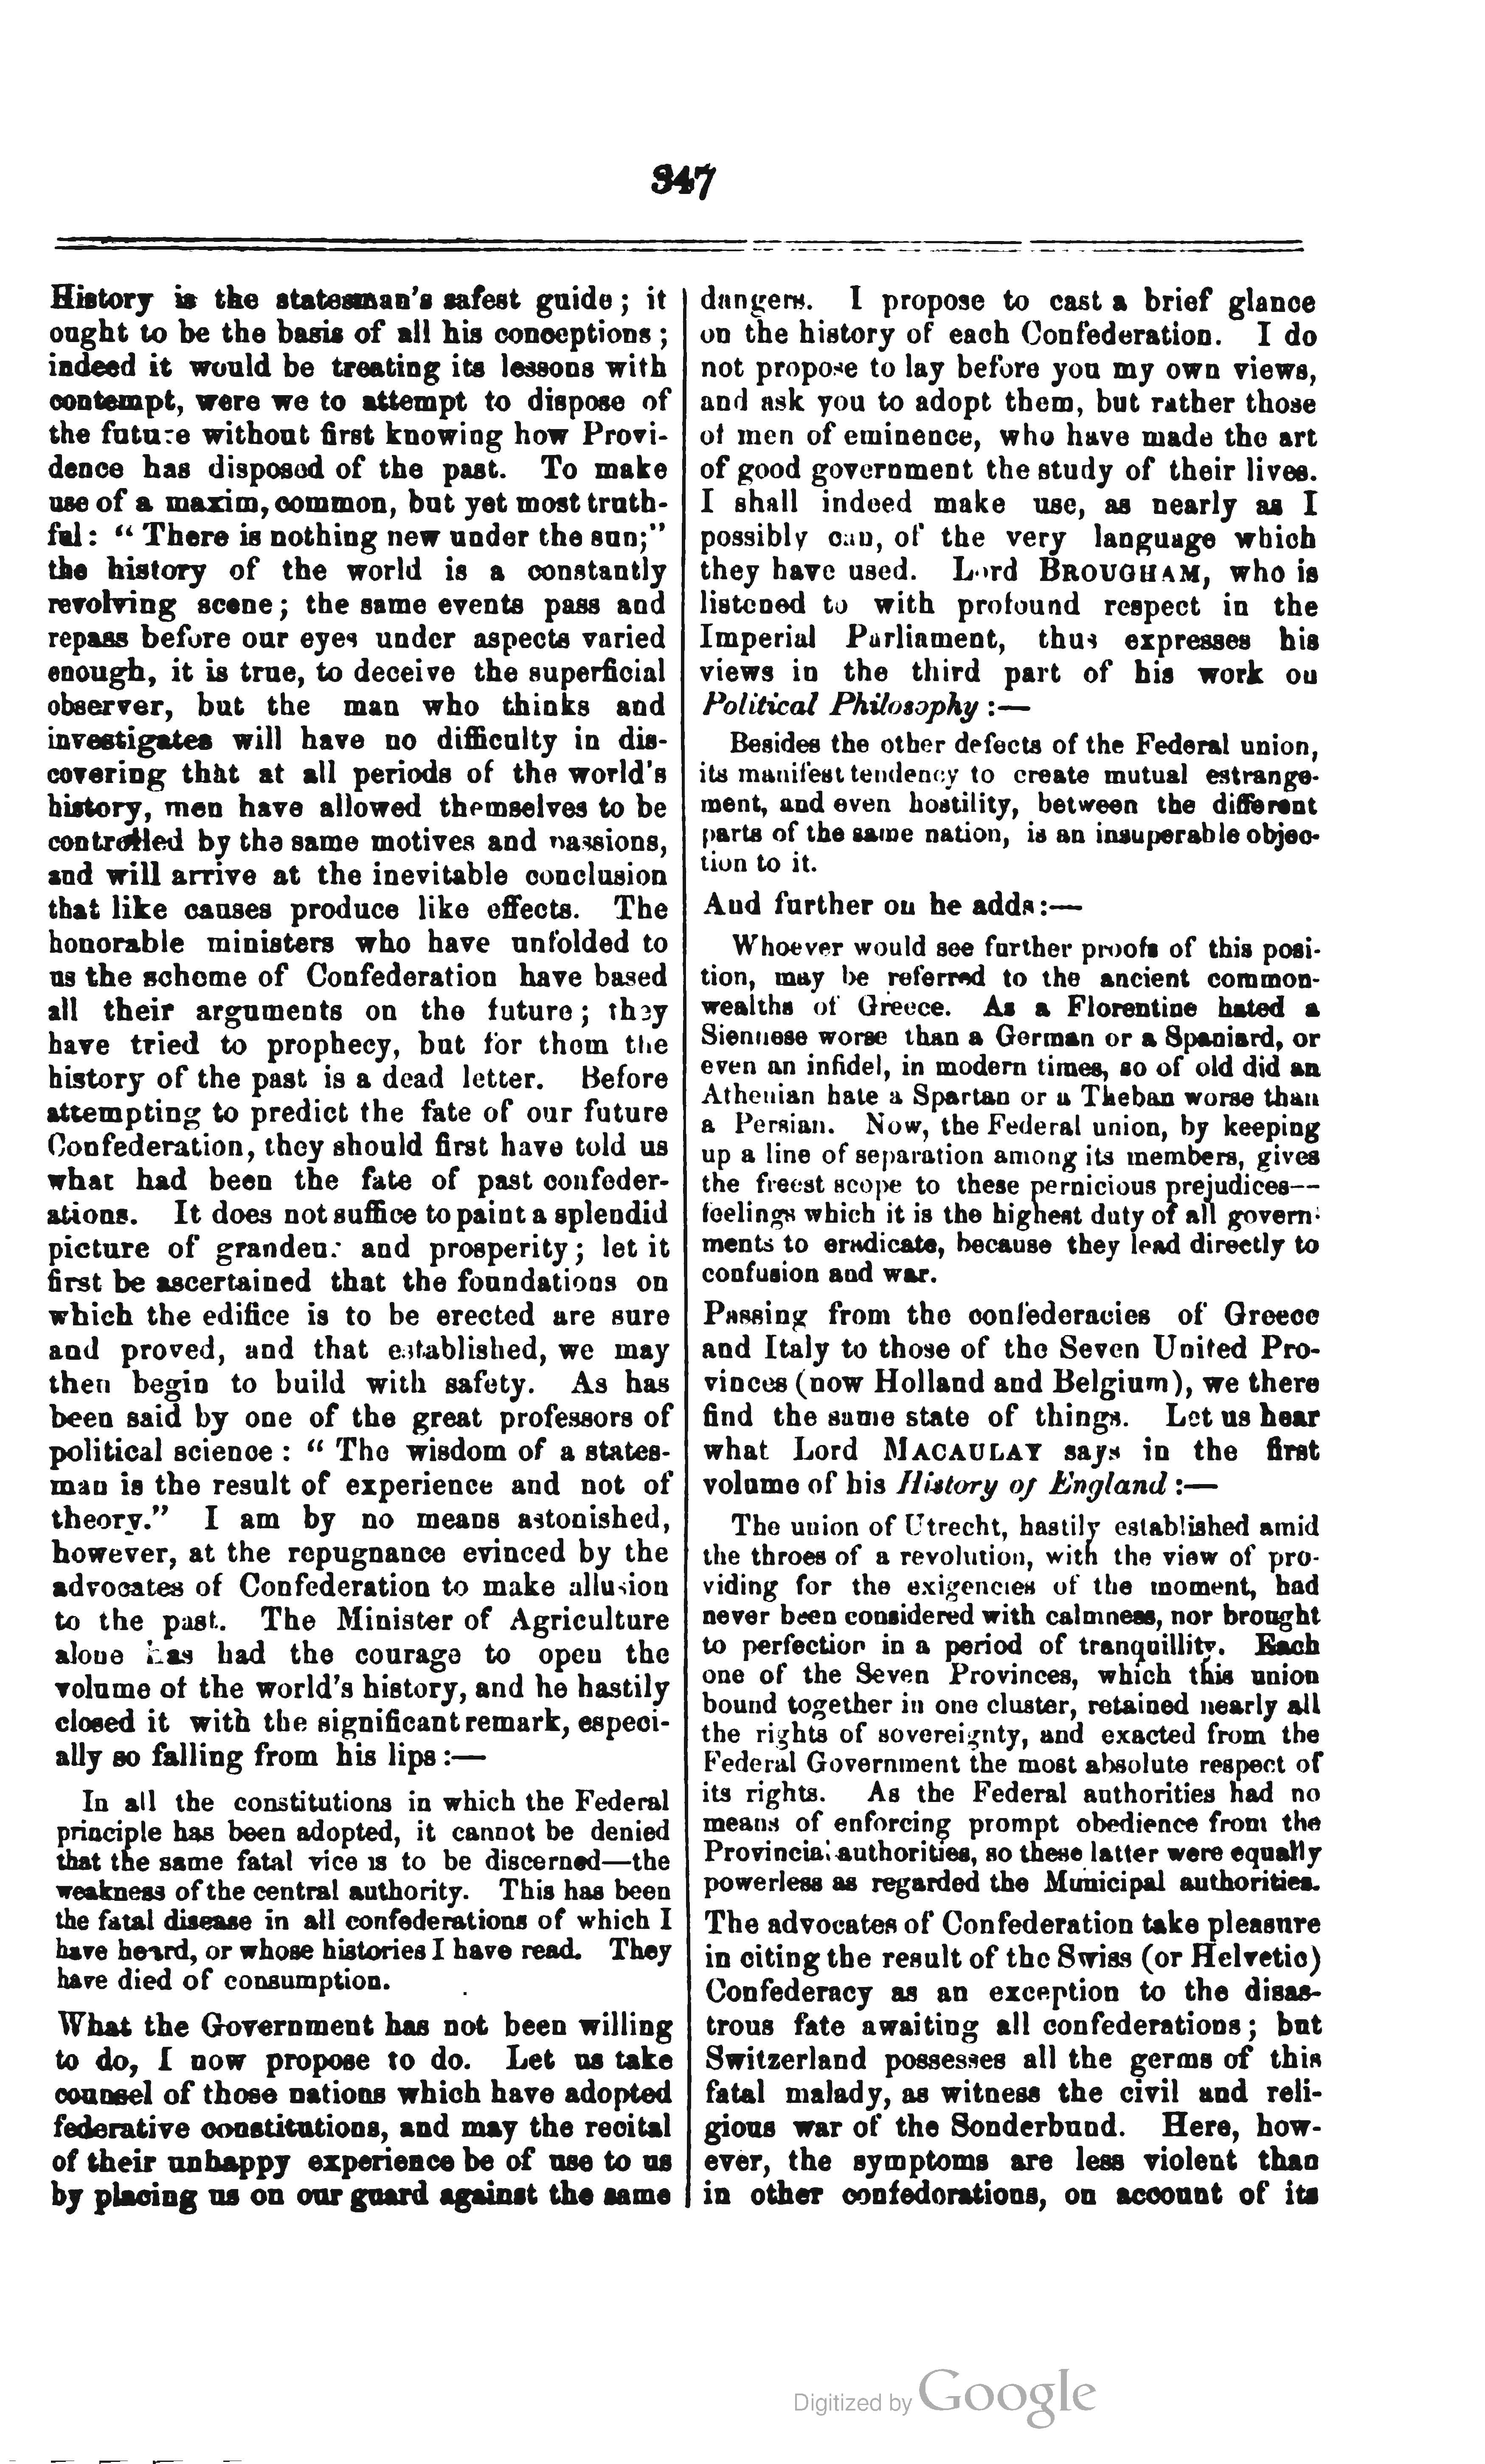 347
History is the statesman's safest guide; it
ought to be the basis of all his conceptions;
indeed it would be treating its lessons with
contempt, were we to attempt to dispose of
the future without first knowing how Provi-
dence has disposed of the past. To make
use of a maxim, common, but yet most truth-
ful: "There is nothing new under the sun;"
the history of the world is a constantly
revolving scene; the same events pass and
repass before our eyes under aspects varied
enough, it is true, to deceive the superficial
observer, but the man who thinks and
investigates will have no difficulty in dis-
covering that at all periods of the world's
history, men have allowed themselves to be
controlled by the same motives and passions,
and will arrive at the inevitable conclusion
that like causes produce like effects. The
honorable ministers who have unfolded to
us the scheme of Confederation have based
all their arguments on the future; they
have tried to prophecy, but for them the
history of the past is a dead letter. Before
attempting to predict the fate of our future
Confederation, they should first have told us
what had been the fate of past confeder-
ations. It does not suffice to paint a splendid
picture of grandeur and prosperity; let it
first be ascertained that the foundations on
which the edifice is to be erected are sure
and proved, and that established, we may
then begin to build with safety. As has
been said by one of the great professors of
political science: "The wisdom of a states-
man is the result of experience and not of
theory." I am by no means astonished,
however, at the repugnance evinced by the
advocates of Confederation to make allusion
to the past. The Minister of Agriculture
alone has had the courage to open the
volume of the world's history, and he hastily
closed it with the significant remark, especi-
ally so falling from his lips:—
In all the constitutions in which the Federal
principle has been adopted, it cannot be denied
that the same fatal vice is to be discerned—the
weakness of the central authority. This has been
the fatal disease in all confederations of which I
have heard, or whose histories I have read. They
have died of consumption.
What the Government has not been willing
to do, I now propose to do. Let us take
counsel of those nations which have adopted
federative constitutions, and may the recital
of their unhappy experience be of use to us
by placing us on our guard against the same
dangers. I propose to cast a brief glance
on the history of each Confederation. I do
not propose to lay before you my own views,
and ask you to adopt them, but rather those
of men of eminence, who have made the art
of good government the study of their lives.
I shall indeed make use, as nearly as I
possibly can, of the very language which
they have used. Lord BROUGHAM, who is
listened to with profound respect in the
Imperial Parliament, thus expresses his
views in the third part of his work on
Political Philosophy:—
Besides the other defects of the Federal union,
its manifest tendency to create mutual estrange-
ment, and even hostility, between the different
parts of the same nation, is an insuperable objec-
tion to it.
And further on he adds:—
Whoever would see further proofs of this posi-
tion, may be referred to the ancient common-
wealths of Greece. As a Florentine hated a
Siennese worse than a German or a Spaniard, or
even an infidel, in modern times, so of old did an
Athenian hate a Spartan or a Theban worse than
a Persian. Now, the Federal union, by keeping
up a line of separation among its members, gives
the freest scope to these pernicious prejudices—
feelings which it is the highest duty of all govern-
ments to eradicate, because they lead directly to
confusion and war.
Passing from the confederacies of Greece
and Italy to those of the Seven United Pro-
vinces (now Holland and Belgium), we there
find the same state of things. Let us hear
what Lord MACAULAY says in the first
volume of his History of England:—
The union of Utrecht, hastily established amid
the throes of a revolution, with the view of pro-
viding for the exigencies of the moment, had
never been considered with calmness, nor brought
to perfection in a period of tranquillity. Each
one of the Seven Provinces, which this union
bound together in one cluster, retained nearly all
the rights of sovereignty, and exacted from the
Federal Government the most absolute respect of
its rights. As the Federal authorities had no
means of enforcing prompt obedience from the
Provincial authorities, so these latter were equally
powerless as regarded the Municipal authorities.
The advocates of Confederation take pleasure
in citing the result of the Swiss (or Helvetic)
Confederacy as an exception to the disas-
trous fate awaiting all confederations; but
Switzerland possesses all the germs of this
fatal malady, as witness the civil and reli-
gious war of the Sonderbund. Here, how-
ever, the symptoms are less violent than
in other confedorations, on account of its
Digitized by Google